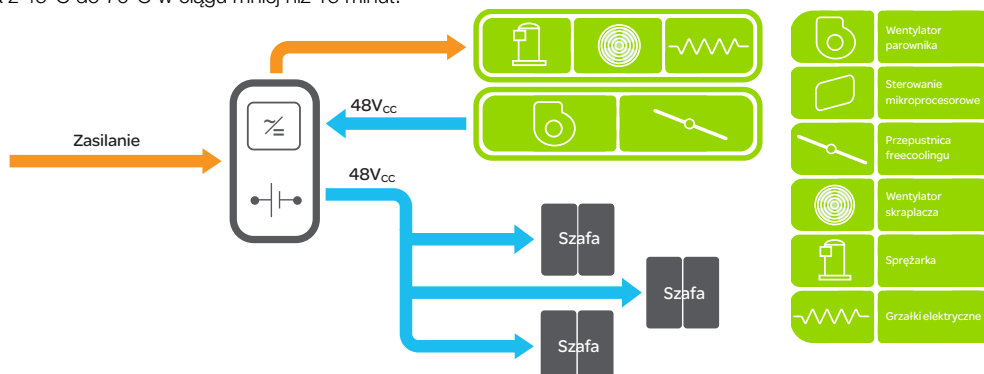 z 45°C do 70°C w ciągu mniej niż 15 minut.
Zasilanie
48Vcc
48Vcc
Szafa
Szafa
Szafa
Wentylator
parownika
Sterowanie
mikroprocesorowe
Przepustnica
freecoolingu
Wentylator
skraplacza
Sprężarka
Grzałki elektryczne